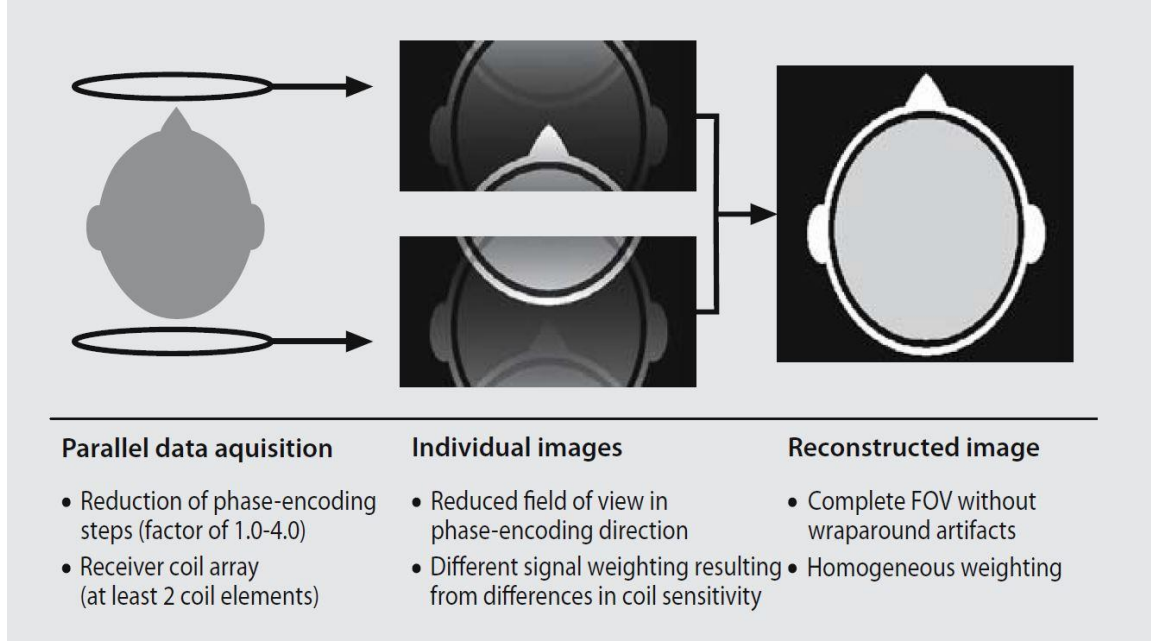 Parallel data aquisition
• Reduction of phase-encoding
steps (factor of 1.0-4.0)
• Receiver coil array
(at least 2 coil elements)
Individual images
• Reduced field of view in
phase-encoding direction
• Different signal weighting resulting
from differences in coil sensitivity
Reconstructed image
• Complete FOV without
wraparound artifacts
• Homogeneous weighting